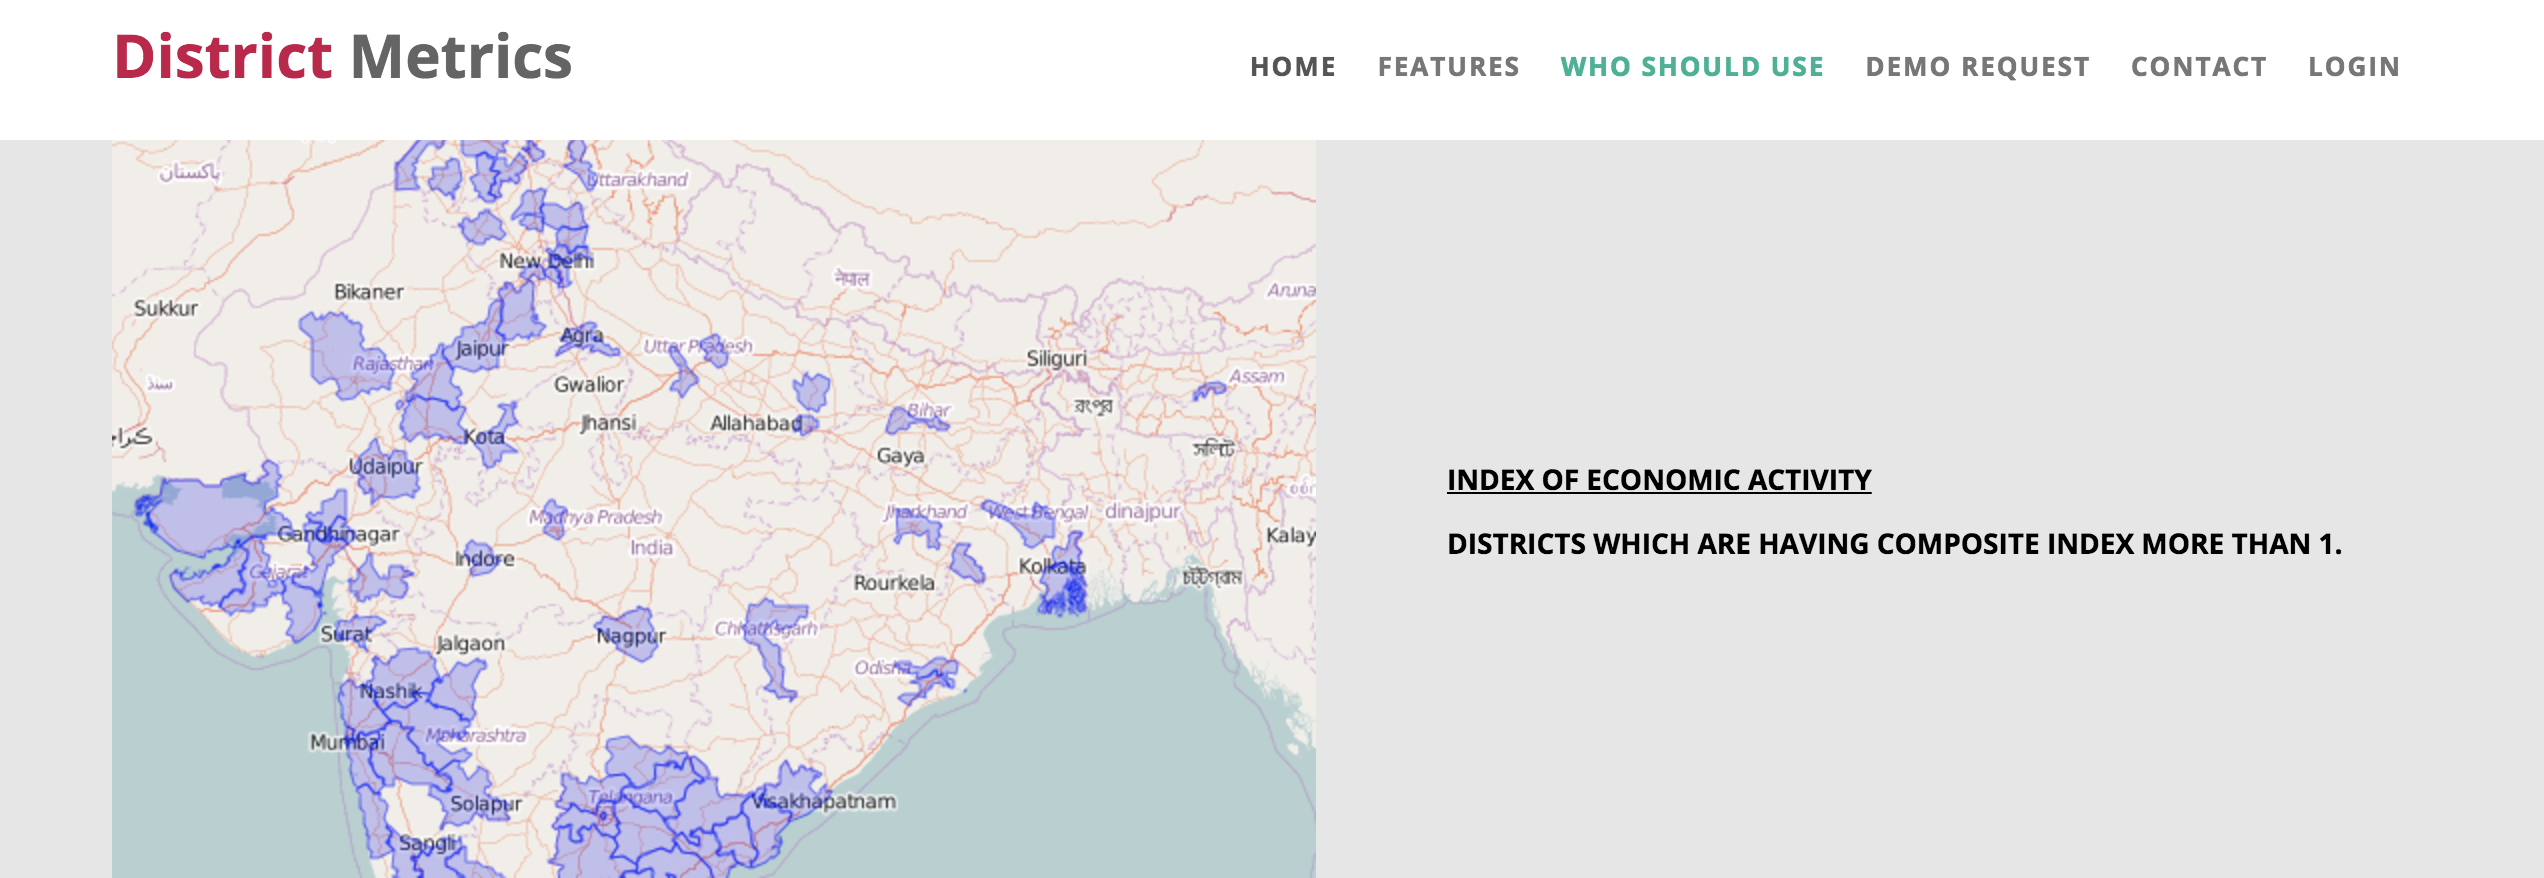 District Metrics
HOME FEATURES WHO SHOULD USE DEMO REQUEST CONTACT LOGIN
پاکستان
Uttarakhand
New Delhi
नेपाल
Bikaner
Aruna
Sukkur
Agra
Jaipur
Uttar Pradesh
Siliguri
Rajasthan
Assam
سنڌ
Gwalior
রংপুর
Bihar
Jhansi
Allahabad
Kota
Gaya
Udaipur
Madhya Pradesh
Jharkhand
West Bengal
dinajpur
Gandhinagar
India
Kalay
Indore
Kolkata
Gujarat
Rourkela
চট্টগ্রাম
Surat
Jalgaon
Nagpur
Chhattisgarh
Odisha
Nashik
Mumbai
Maharashtra
Solapur
Telangana
Visakhapatnam
Sangli
INDEX OF ECONOMIC ACTIVITY
DISTRICTS WHICH ARE HAVING COMPOSITE INDEX MORE THAN 1.